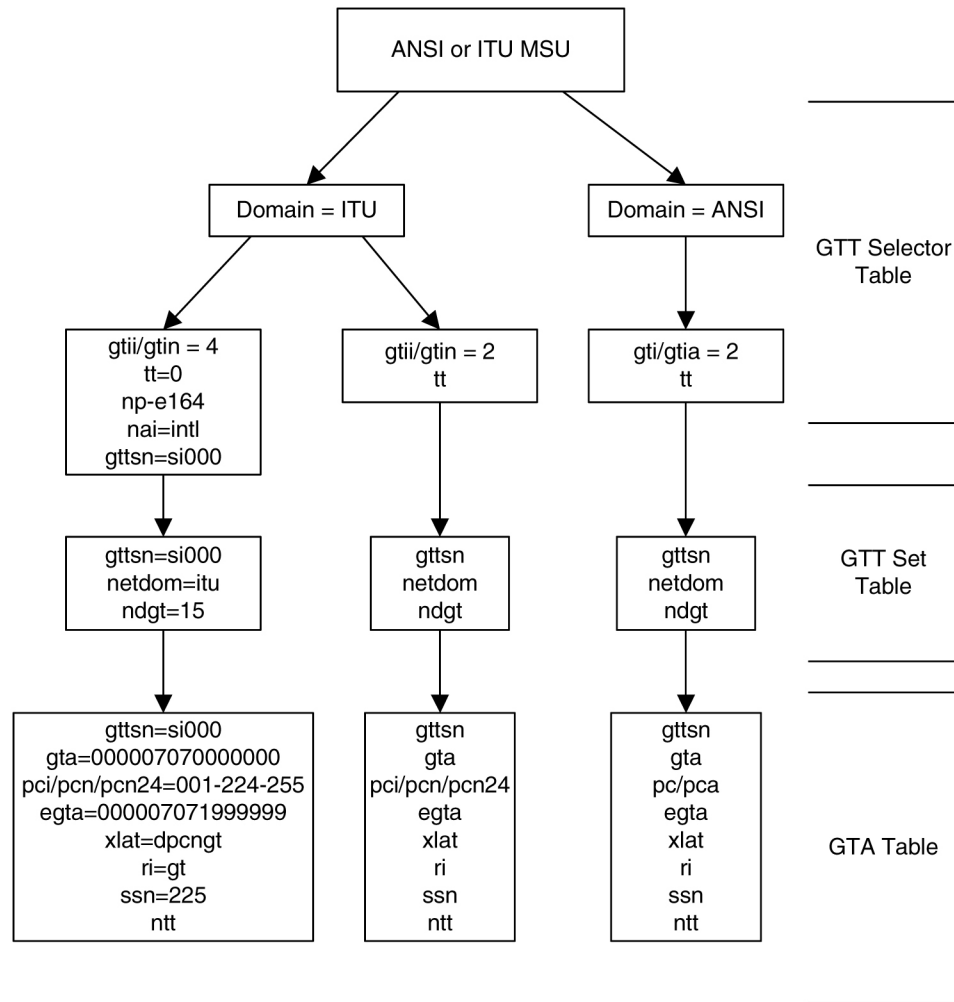 ANSI or ITU MSU
Domain = ITU
Domain = ANSI
GTT Selector
Table
gtii/gtin = 4
tt=0
np-e164
nai=intl
gttsn=si000
gtii/gtin = 2
tt
gti/gtia = 2
tt
gttsn=si000
netdom=itu
ndgt=15
gttsn
netdom
ndgt
gttsn
netdom
ndgt
GTT Set
Table
gttsn=si000
gta=000007070000000
pci/pcn/pcn24=001-224-255
egta=000007071999999
xlat=dpcngt
ri=gt
ssn=225
ntt
gttsn
gta
pci/pcn/pcn24
egta
xlat
ri
ssn
ntt
gttsn
gta
pc/pca
egta
xlat
ri
ssn
ntt
GTA Table